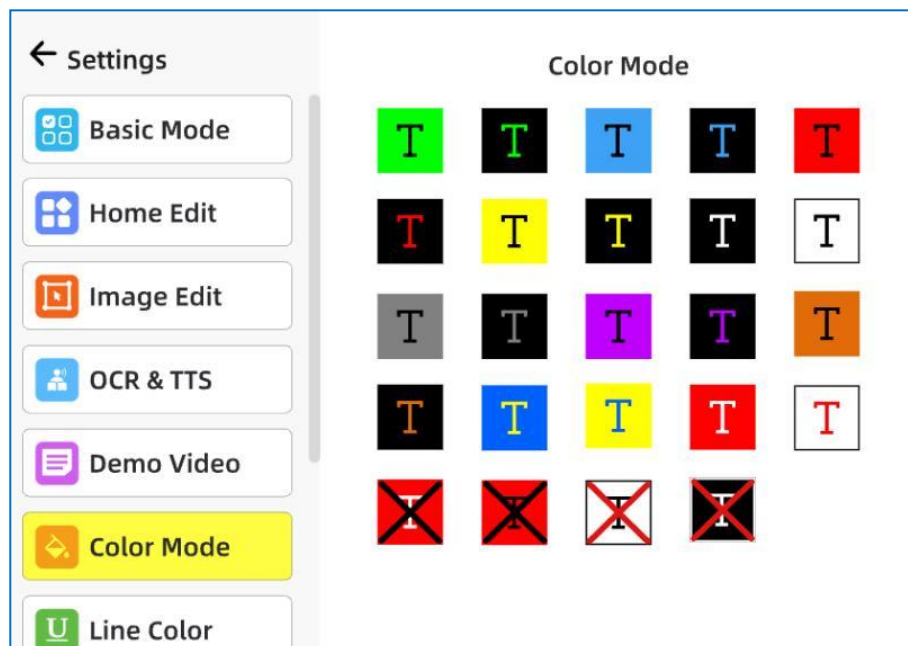 Settings
Basic Mode
Home Edit
Image Edit
OCR & TTS
Demo Video
Color Mode
U Line Color
Color Mode
T T T T T
T T T T T
T T T T T
T T T T T
T T T T